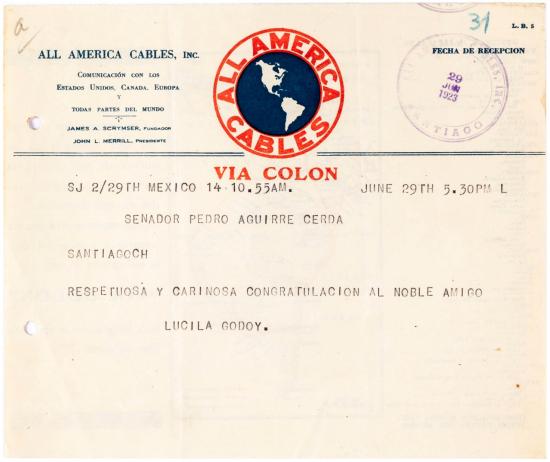 a
31
L. B. 5
ALL AMERICA CABLES, INC.
COMUNICACIÓN CON LOS
ESTADOS UNIDOS, CANADA, EUROPA
Y
TODAS PARTES DEL MUNDO
JAMES A. SCRYMSER, FUNDADOR
JOHN L. MERRILL, PRESIDENTE
ALL AMERICA
CABLES
FECHA DE RECEPCION
CABLES, INC.
29
JUN
1923
SANTIAGO
VIA COLON
SJ 2/29TH MEXICO 14 10.55AM. JUNE 29TH 5.30PM L
SENADOR PEDRO AGUIRRE CERDA
SANTIAGOCH
RESPETUOSA Y CARINOSA CONGRATULACION AL NOBLE AMIGO
LUCILA GODOY.